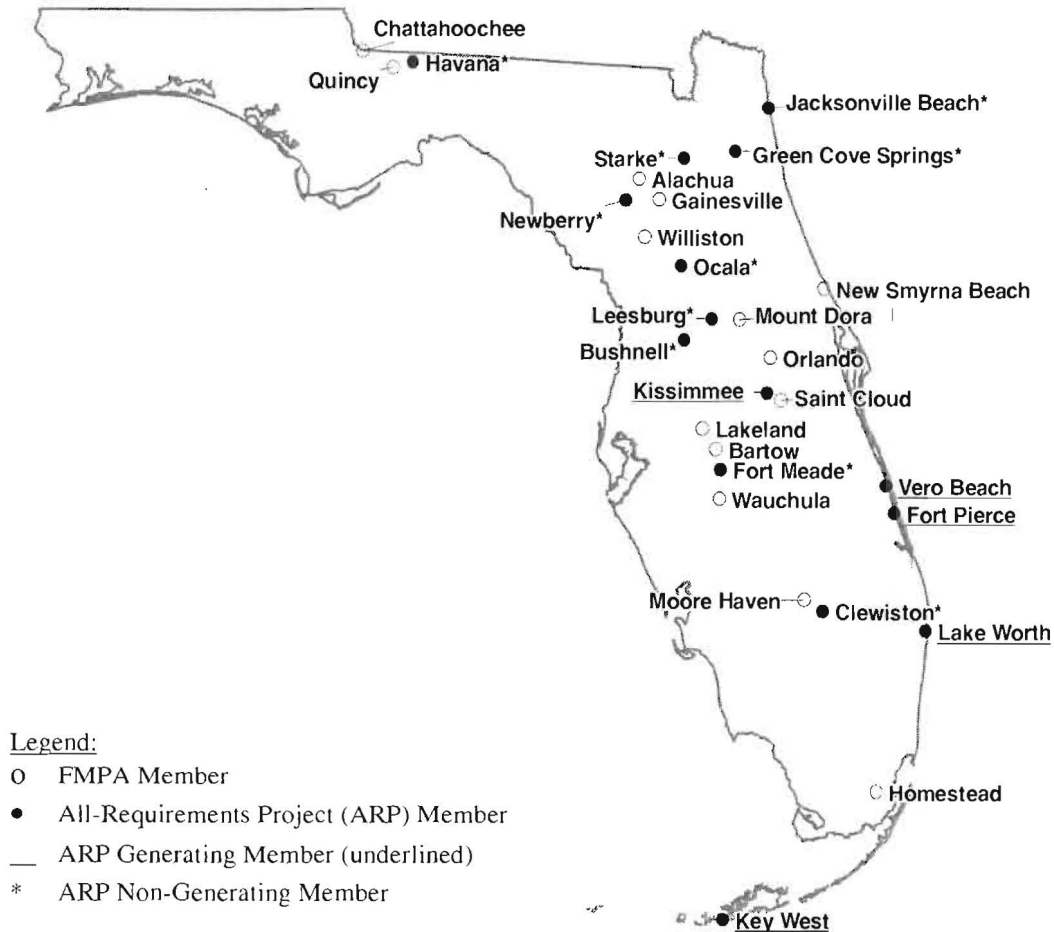 Chattahoochee
Havana*
Quincy
Jacksonville Beach*
Starke*
Green Cove Springs*
Alachua
Gainesville
Newberry*
Williston
Ocala*
New Smyrna Beach
Leesburg*
Mount Dora
Bushnell*
Orlando
Kissimmee
Saint Cloud
Lakeland
Bartow
Fort Meade*
Vero Beach
Wauchula
Fort Pierce
Moore Haven
Clewiston*
Lake Worth
Homestead
Key West
Legend:
o FMPA Member
● All-Requirements Project (ARP) Member
__ ARP Generating Member (underlined)
* ARP Non-Generating Member